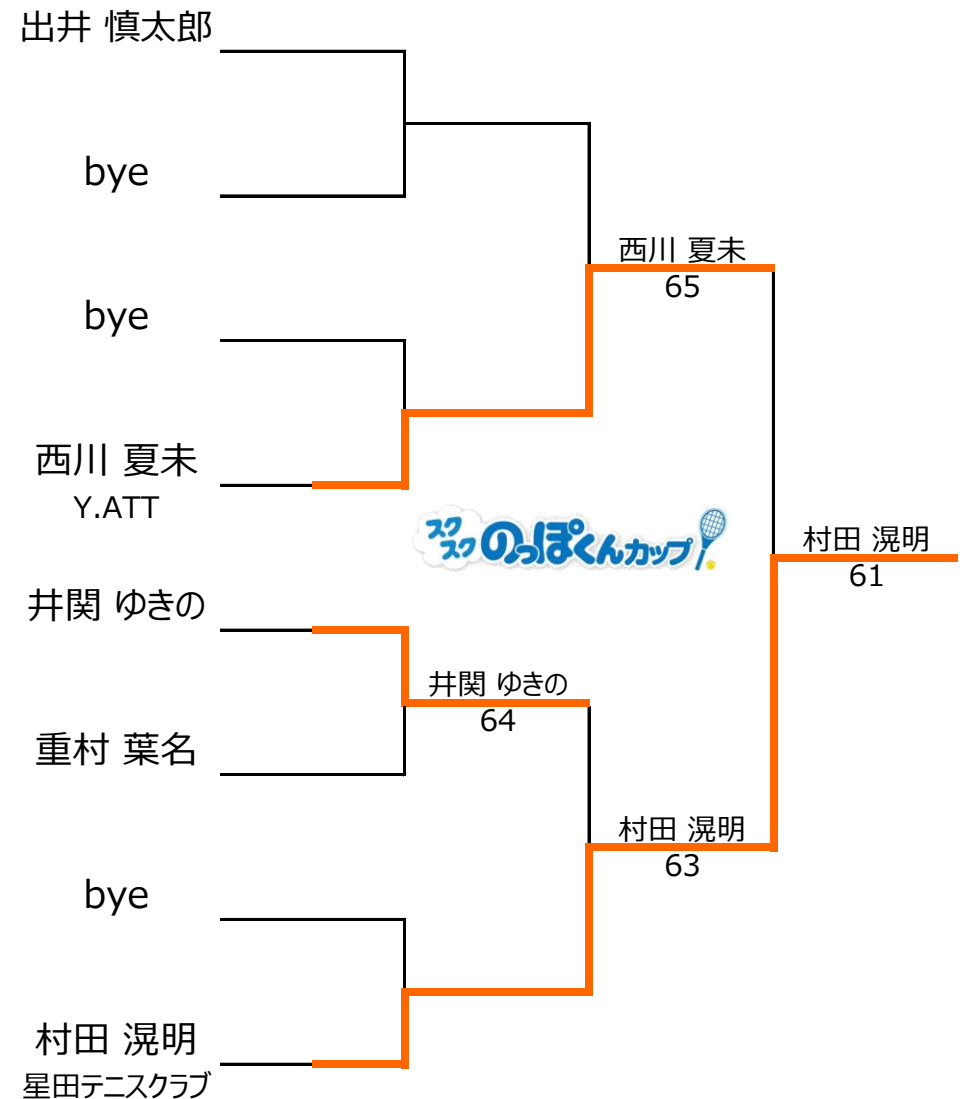 出井 慎太郎
bye
bye
西川 夏未
Y.ATT
井関 ゆきの
重村 葉名
bye
村田 滉明
星田テニスクラブ
西川 夏未
65
井関 ゆきの
64
村田 滉明
63
村田 滉明
61
スクスク のっぽくんカップ